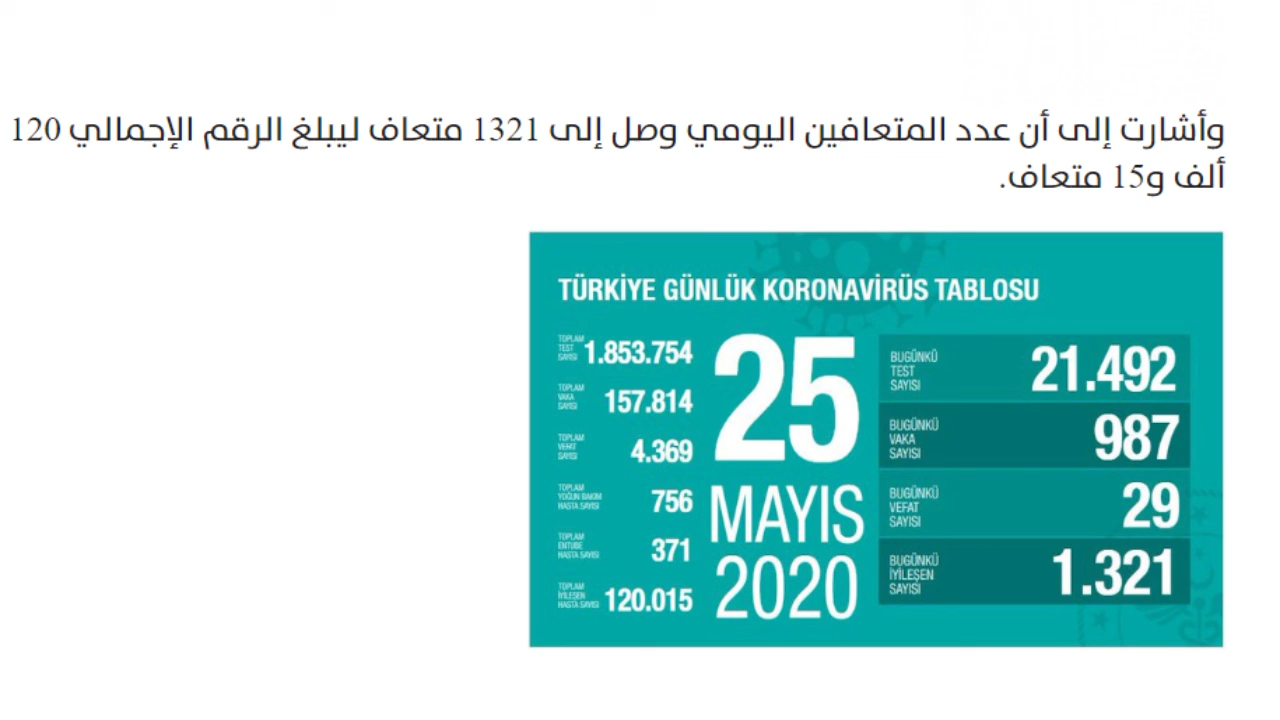 وأشارت إلى أن عدد المتعافين اليومي وصل إلى 1321 متعاف ليبلغ الرقم الإجمالي 120
ألف و15 متعاف.
TÜRKİYE GÜNLÜK KORONAVİRÜS TABLOSU
TOPLAM
TEST
SAYISI
1.853.754
TOPLAM
VAKA
SAYISI
157.814
TOPLAM
VEFAT
SAYISI
4.369
TOPLAM
YOĞUN BAKIM
HASTA SAYISI
756
TOPLAM
ENTUBE
HASTA SAYISI
371
TOPLAM
İYİLEŞEN
HASTA SAYISI
120.015
25
MAYIS
2020
BUGÜNKÜ
TEST
SAYISI
21.492
BUGÜNKÜ
VAKA
SAYISI
987
BUGÜNKÜ
VEFAT
SAYISI
29
BUGÜNKÜ
İYİLEŞEN
SAYISI
1.321